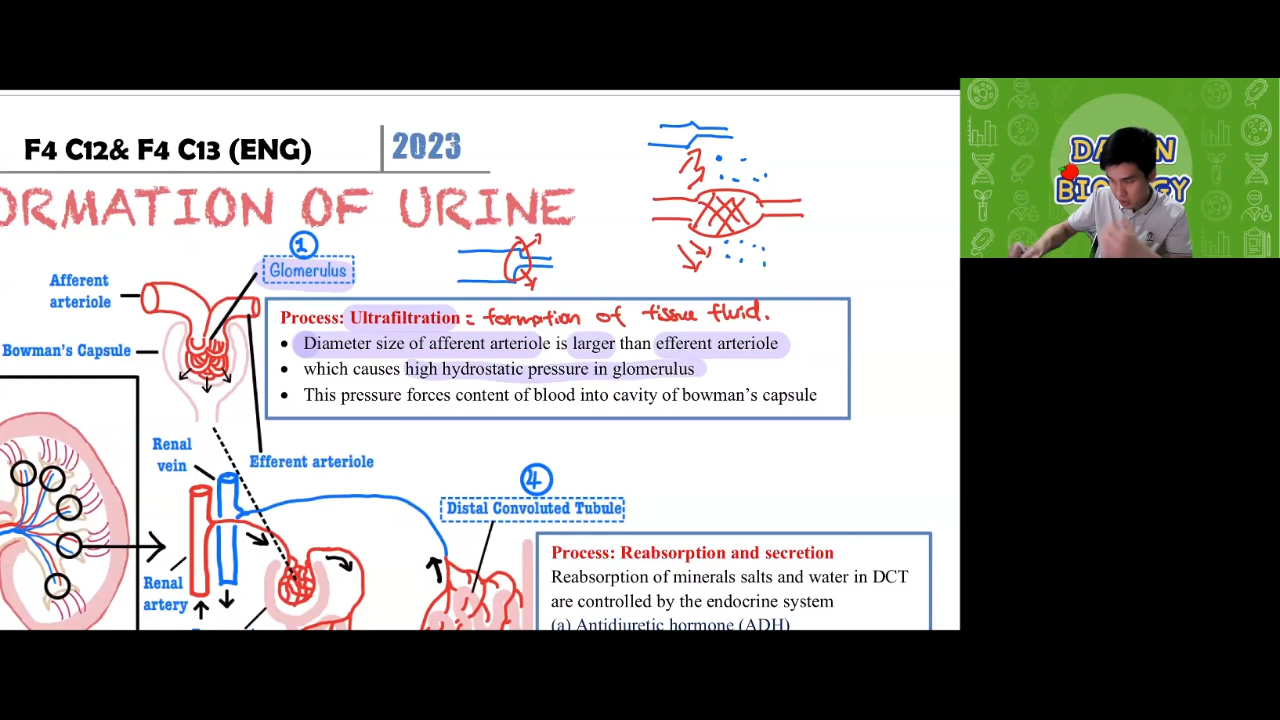 F4 C12& F4 C13 (ENG)
2023
ORMATION OF URINE
1
Glomerulus
Afferent
arteriole
Bowman's Capsule
Process: Ultrafiltration = formation of tissue fluid.
• Diameter size of afferent arteriole is larger than efferent arteriole
• which causes high hydrostatic pressure in glomerulus
• This pressure forces content of blood into cavity of bowman's capsule
Renal
vein
Efferent arteriole
4
Distal Convoluted Tubule
Renal
artery
Process: Reabsorption and secretion
Reabsorption of minerals salts and water in DCT
are controlled by the endocrine system
(a) Antidiuretic hormone (ADH)